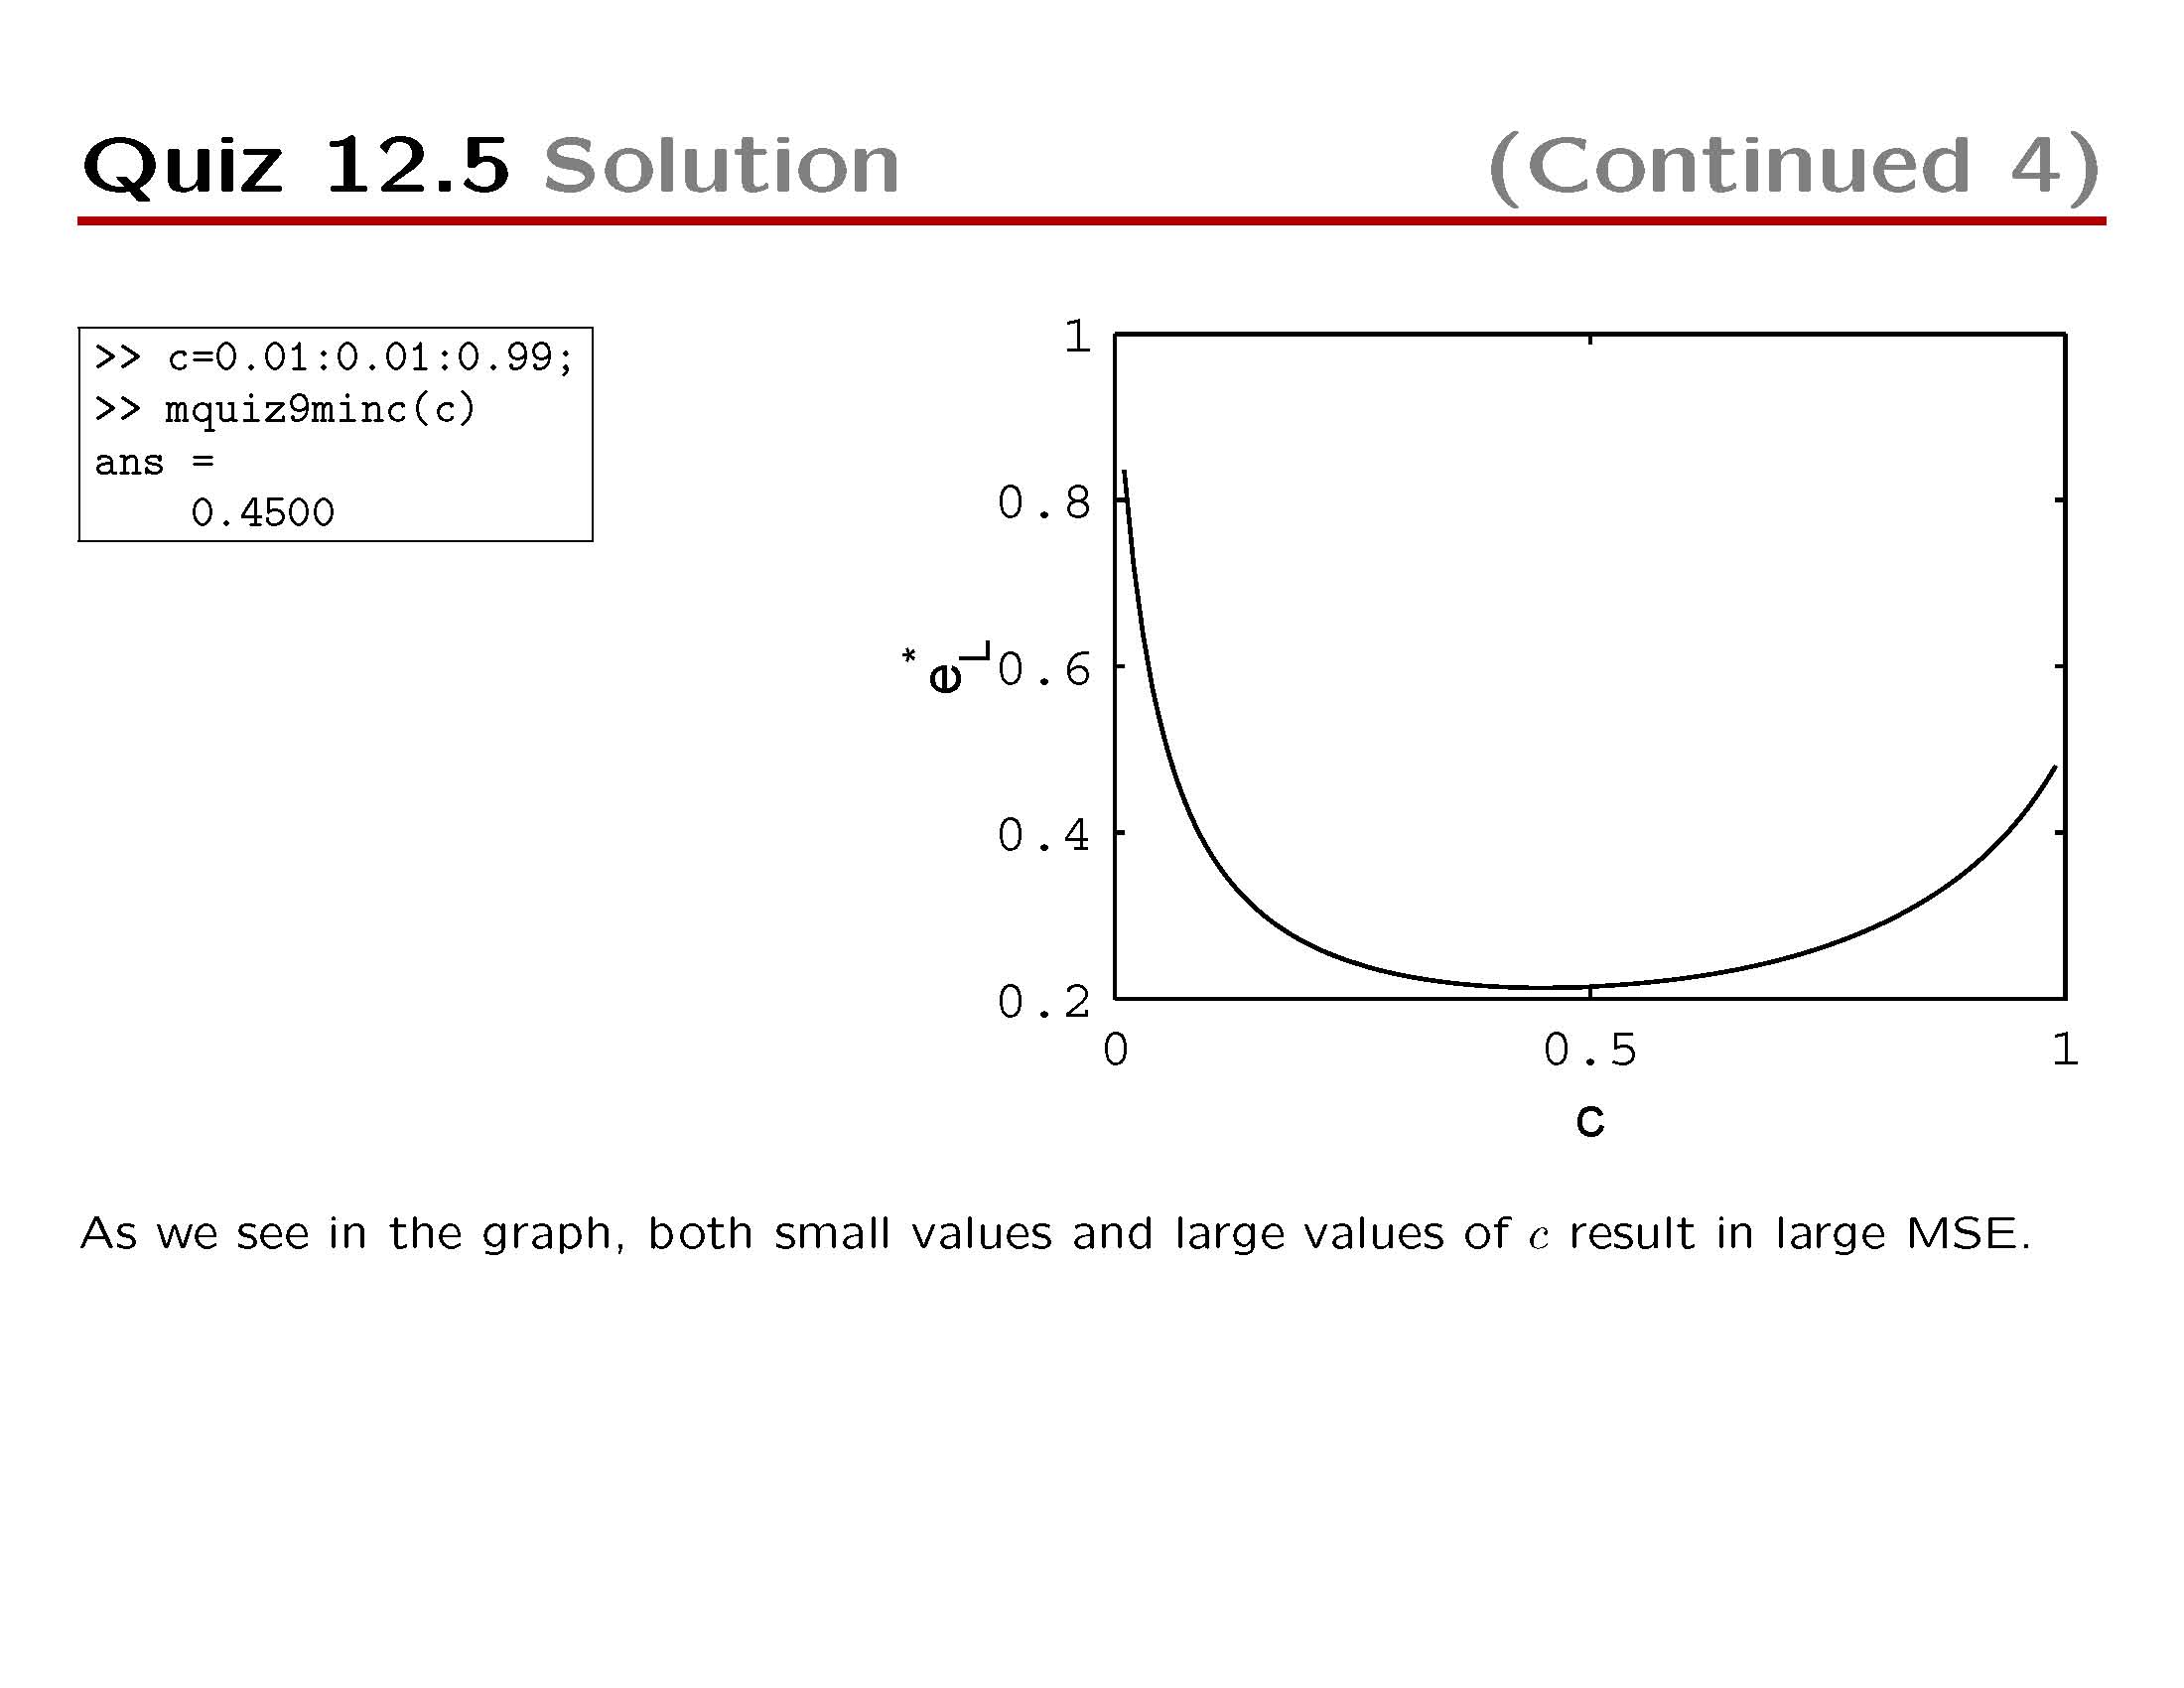 Quiz 12.5 Solution (Continued 4)
>> c=0.01:0.01:0.99;
>> mquiz9minc(c)
ans =
0.4500
1
0.8
0.6
0.4
0.2
e*L
0 0.5 1
c
As we see in the graph, both small values and large values of c result in large MSE.